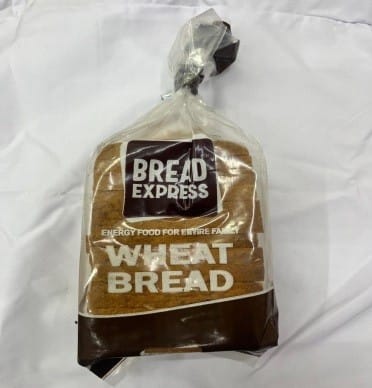 BREAD
EXPRESS
ENERGY FOOD FOR ENTIRE FAMILY
WHEAT
BREAD